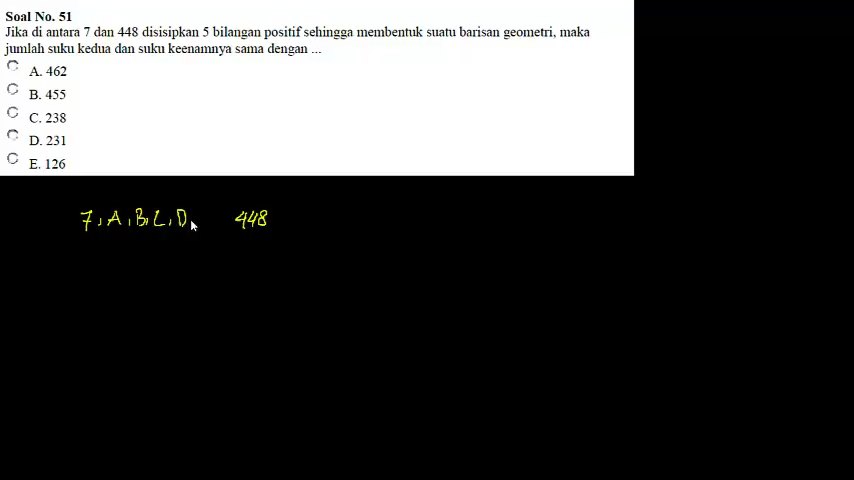 Soal No. 51
Jika di antara 7 dan 448 disisipkan 5 bilangan positif sehingga membentuk suatu barisan geometri, maka
jumlah suku kedua dan suku keenamnya sama dengan ...
A. 462
B. 455
C. 238
D. 231
E. 126
7, A, B, C, D, 448